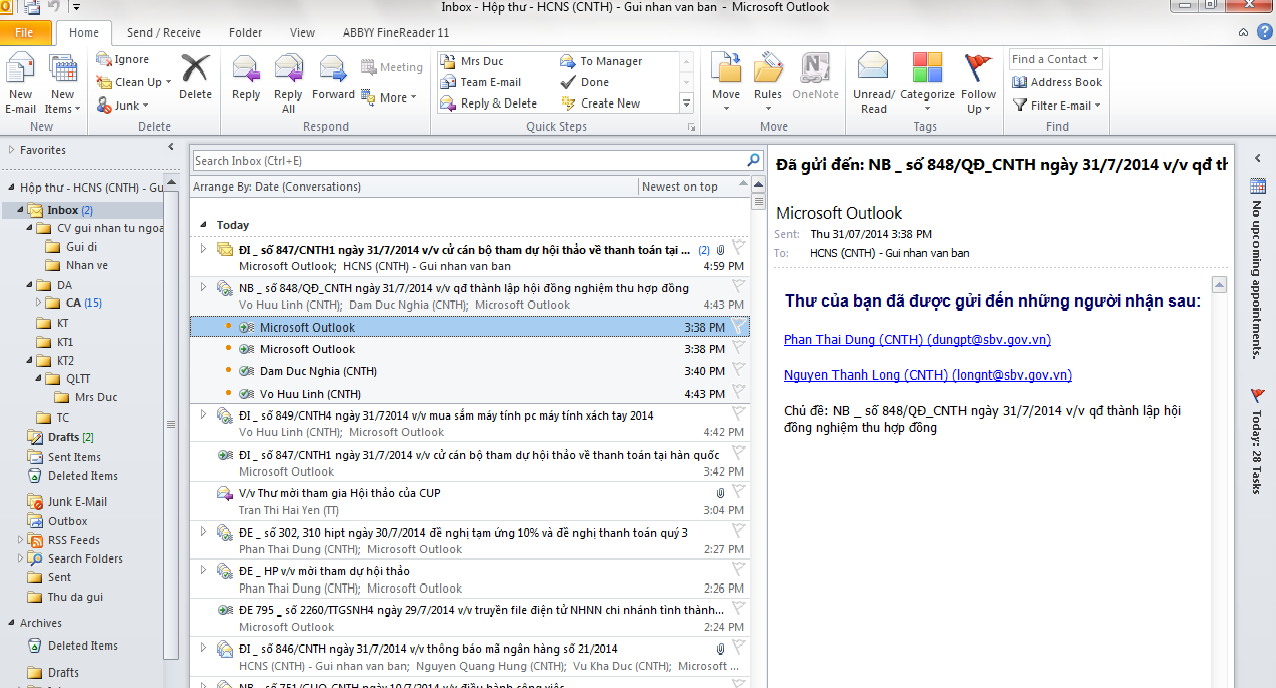 Inbox - Hộp thư - HCNS (CNTH) - Gui nhan van ban - Microsoft Outlook
File Home Send / Receive Folder View ABBYY FineReader 11
New E-mail
New Items
Ignore
Clean Up
Junk
Delete
Reply
Reply All
Forward
Meeting
More
Mrs Duc
Team E-mail
Reply & Delete
To Manager
Done
Create New
Move
Rules
OneNote
Unread/ Read
Categorize
Follow Up
Find a Contact
Address Book
Filter E-mail
New Delete Respond Quick Steps Move Tags Find
Favorites
Hộp thư - HCNS (CNTH) - Gu
Inbox (2)
CV gui nhan tu ngoa
Gui di
Nhan ve
DA
CA (15)
KT
KT1
KT2
QLTT
Mrs Duc
TC
Drafts [2]
Sent Items
Deleted Items
Junk E-Mail
Outbox
RSS Feeds
Search Folders
Sent
Thu da gui
Archives
Deleted Items
Drafts
Search Inbox (Ctrl+E)
Arrange By: Date (Conversations) Newest on top
Today
ĐI _ số 847/CNTH1 ngày 31/7/2014 v/v cử cán bộ tham dự hội thảo về thanh toán tại ... (2)
Microsoft Outlook; HCNS (CNTH) - Gui nhan van ban 4:59 PM
NB _ số 848/QĐ_CNTH ngày 31/7/2014 v/v qđ thành lập hội đồng nghiệm thu hợp đồng
Vo Huu Linh (CNTH); Dam Duc Nghia (CNTH); Microsoft Outlook 4:43 PM
Microsoft Outlook 3:38 PM
Microsoft Outlook 3:38 PM
Dam Duc Nghia (CNTH) 3:40 PM
Vo Huu Linh (CNTH) 4:43 PM
ĐI _ số 849/CNTH4 ngày 31/72014 v/v mua sắm máy tính pc máy tính xách tay 2014
Vo Huu Linh (CNTH); Microsoft Outlook 4:42 PM
ĐI _ số 847/CNTH1 ngày 31/7/2014 v/v cử cán bộ tham dự hội thảo về thanh toán tại hàn quốc
Microsoft Outlook 3:42 PM
V/v Thư mời tham gia Hội thảo của CUP
Tran Thi Hai Yen (TT) 3:04 PM
ĐE _ số 302, 310 hipt ngày 30/7/2014 đề nghị tạm ứng 10% và đề nghị thanh toán quý 3
Phan Thai Dung (CNTH); Microsoft Outlook 2:27 PM
ĐE _ HP v/v mời tham dự hội thảo
Phan Thai Dung (CNTH); Microsoft Outlook 2:26 PM
ĐE 795 _ số 2260/TTGSNH4 ngày 29/7/2014 v/v truyền file điện tử NHNN chi nhánh tỉnh thành...
Microsoft Outlook 2:24 PM
ĐI _ số 846/CNTH ngày 31/7/2014 v/v thông báo mã ngân hàng số 21/2014
HCNS (CNTH) - Gui nhan van ban; Nguyen Quang Hung (CNTH); Vu Kha Duc (CNTH); Microsoft ...
Đã gửi đến: NB _ số 848/QĐ_CNTH ngày 31/7/2014 v/v qđ th
Microsoft Outlook
Sent: Thu 31/07/2014 3:38 PM
To: HCNS (CNTH) - Gui nhan van ban
Thư của bạn đã được gửi đến những người nhận sau:
Phan Thai Dung (CNTH) (dungpt@sbv.gov.vn)
Nguyen Thanh Long (CNTH) (longnt@sbv.gov.vn)
Chủ đề: NB _ số 848/QĐ_CNTH ngày 31/7/2014 v/v qđ thành lập hội
đồng nghiệm thu hợp đồng
No upcoming appointments.
Today: 28 Tasks